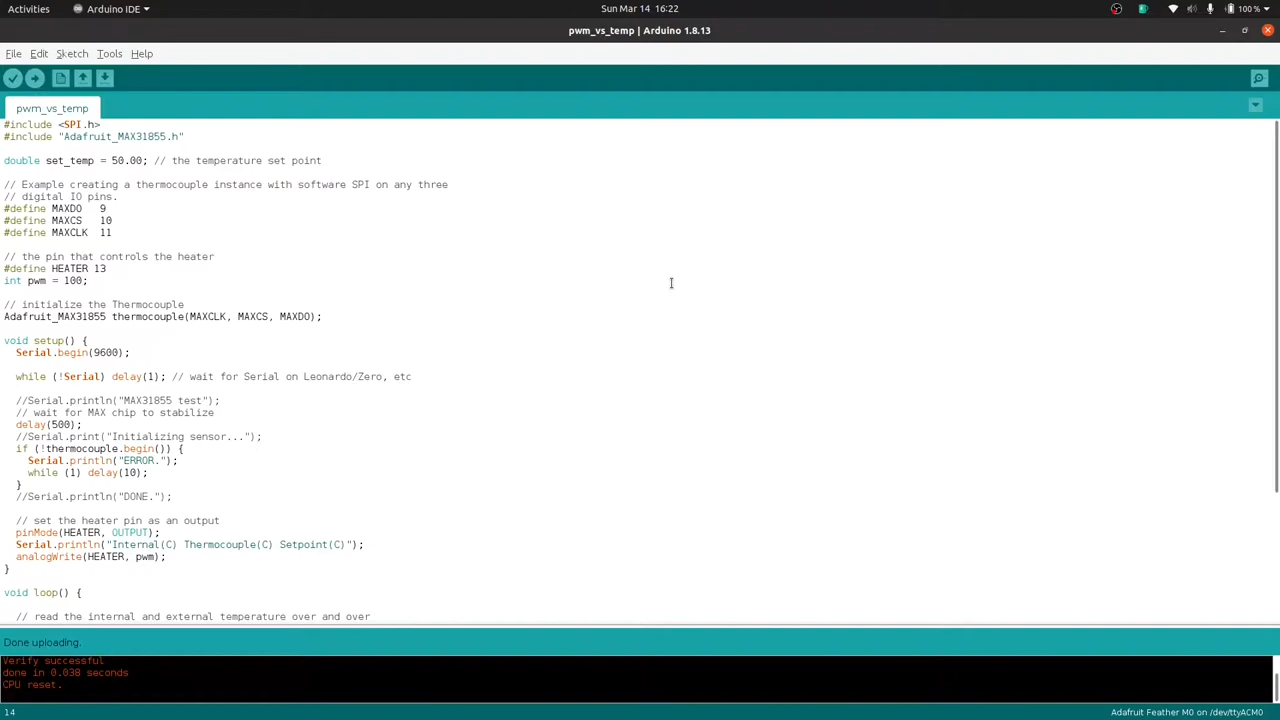 Activities
Arduino IDE
Sun Mar 14 16:22
100 %
pwm_vs_temp | Arduino 1.8.13
File Edit Sketch Tools Help
pwm_vs_temp
#include <SPI.h>
#include "Adafruit_MAX31855.h"
double set_temp = 50.00; // the temperature set point
// Example creating a thermocouple instance with software SPI on any three
// digital IO pins.
#define MAXDO   9
#define MAXCS   10
#define MAXCLK  11
// the pin that controls the heater
#define HEATER 13
int pwm = 100;
// initialize the Thermocouple
Adafruit_MAX31855 thermocouple(MAXCLK, MAXCS, MAXDO);
void setup() {
  Serial.begin(9600);
  while (!Serial) delay(1); // wait for Serial on Leonardo/Zero, etc
  //Serial.println("MAX31855 test");
  // wait for MAX chip to stabilize
  delay(500);
  //Serial.print("Initializing sensor...");
  if (!thermocouple.begin()) {
    Serial.println("ERROR.");
    while (1) delay(10);
  }
  //Serial.println("DONE.");
  // set the heater pin as an output
  pinMode(HEATER, OUTPUT);
  Serial.println("Internal(C) Thermocouple(C) Setpoint(C)");
  analogWrite(HEATER, pwm);
}
void loop() {
  // read the internal and external temperature over and over
Done uploading.
Verify successful
done in 0.038 seconds
CPU reset.
14
Adafruit Feather M0 on /dev/ttyACM0